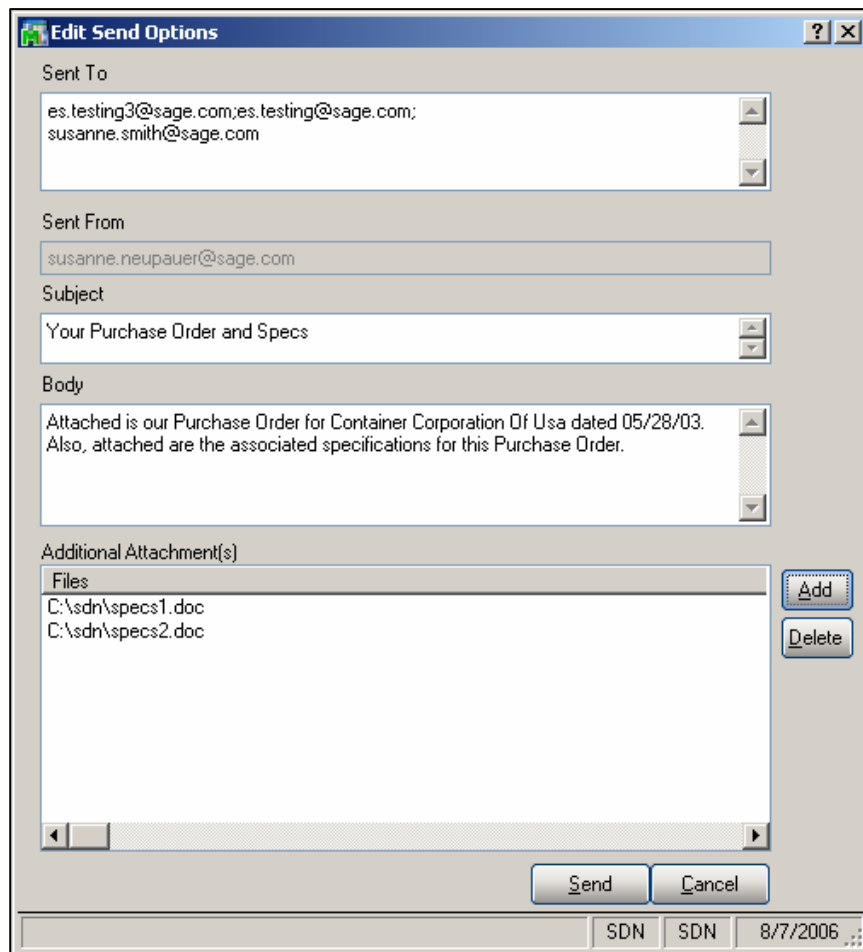 Edit Send Options
Sent To
es.testing3@sage.com;es.testing@sage.com;
susanne.smith@sage.com
Sent From
susanne.neupauer@sage.com
Subject
Your Purchase Order and Specs
Body
Attached is our Purchase Order for Container Corporation Of Usa dated 05/28/03.
Also, attached are the associated specifications for this Purchase Order.
Additional Attachment(s)
Files
C:\sdn\specs1.doc
C:\sdn\specs2.doc
Add
Delete
Send Cancel
SDN SDN 8/7/2006